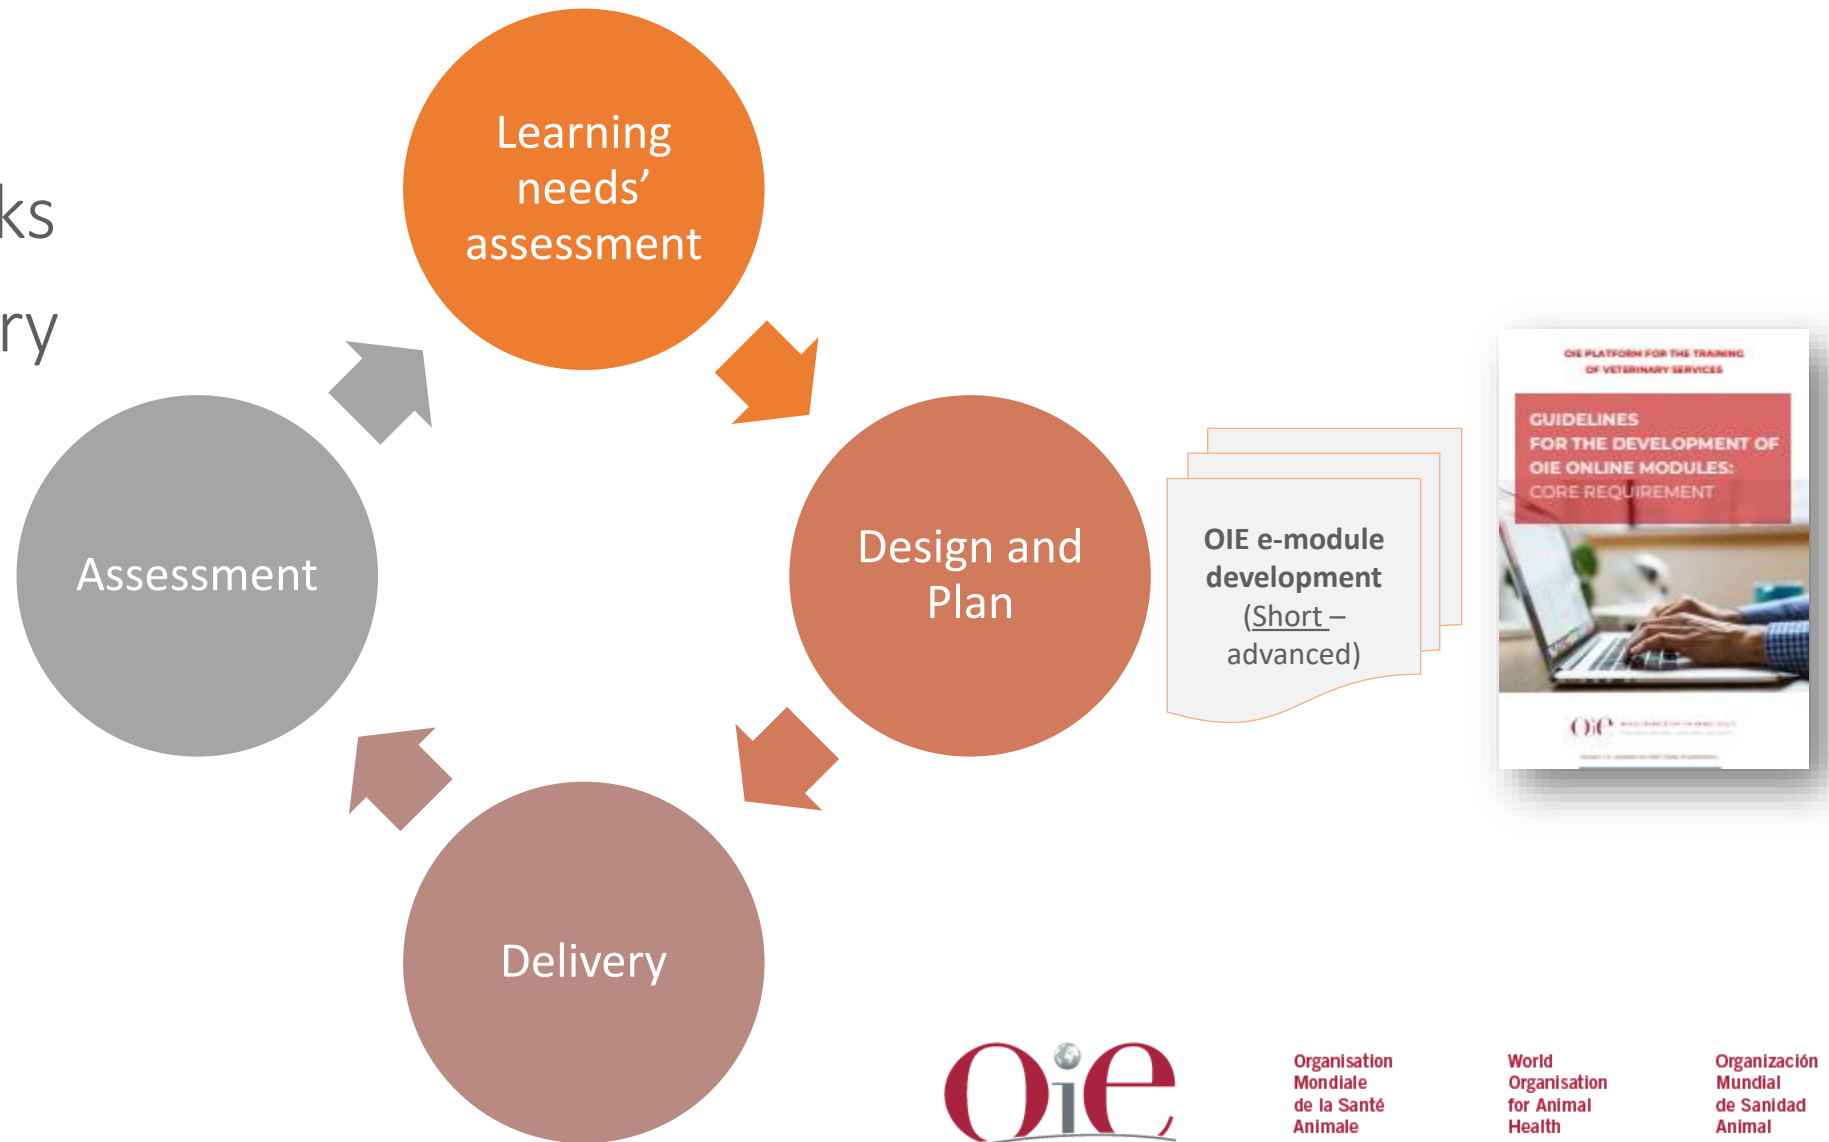 ks
ry
Learning
needs’
assessment
Design and
Plan
Delivery
Assessment
OIE e-module
development
(Short –
advanced)
OIE PLATFORM FOR THE TRAINING
OF VETERINARY SERVICES
GUIDELINES
FOR THE DEVELOPMENT OF
OIE ONLINE MODULES:
CORE REQUIREMENT
Oie
Oie
Organisation
Mondiale
de la Santé
Animale
World
Organisation
for Animal
Health
Organización
Mundial
de Sanidad
Animal